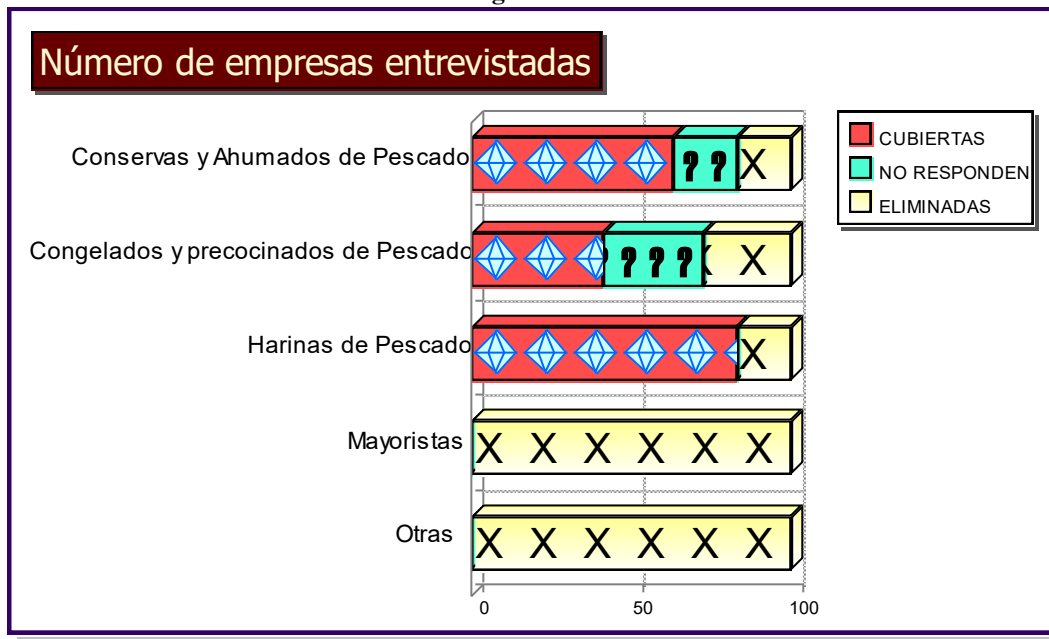 Número de empresas entrevistadas
CUBIERTAS
NO RESPONDEN
ELIMINADAS
Conservas y Ahumados de Pescado
? ? X
Congelados y precocinados de Pescado
? ? ? X
Harinas de Pescado
X
Mayoristas
X X X X X X
Otras
X X X X X X
0 50 100